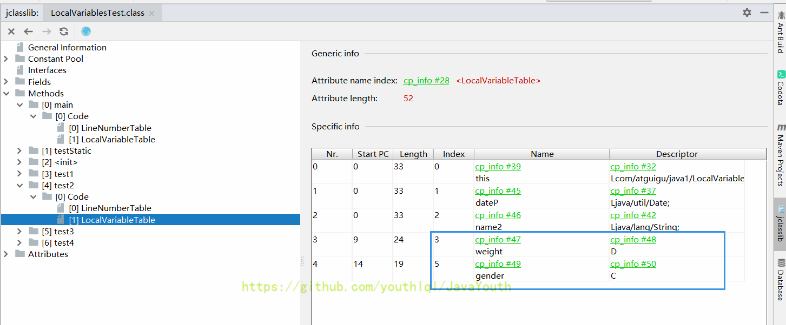 jclasslib:
LocalVariablesTest.class
General Information
Constant Pool
Interfaces
Fields
Methods
[0] main
[0] Code
[0] LineNumberTable
[1] LocalVariableTable
[1] testStatic
[2] <init>
[3] test1
[4] test2
[0] Code
[0] LineNumberTable
[1] LocalVariableTable
[5] test3
[6] test4
Attributes
Generic info
Attribute name index: cp_info #28 <LocalVariableTable>
Attribute length: 52
Specific info
Nr. Start PC Length Index Name Descriptor
0 0 33 0 cp_info #39 cp_info #32
this Lcom/atguigu/java1/LocalVariable
1 0 33 1 cp_info #45 cp_info #37
dateP Ljava/util/Date;
2 0 33 2 cp_info #46 cp_info #42
name2 Ljava/lang/String;
3 9 24 3 cp_info #47 cp_info #48
weight D
4 14 19 5 cp_info #49 cp_info #50
gender C
https://github.com/youthlql/JavaYouth
Ant Build
Codota
Maven Projects
jclasslib
Database